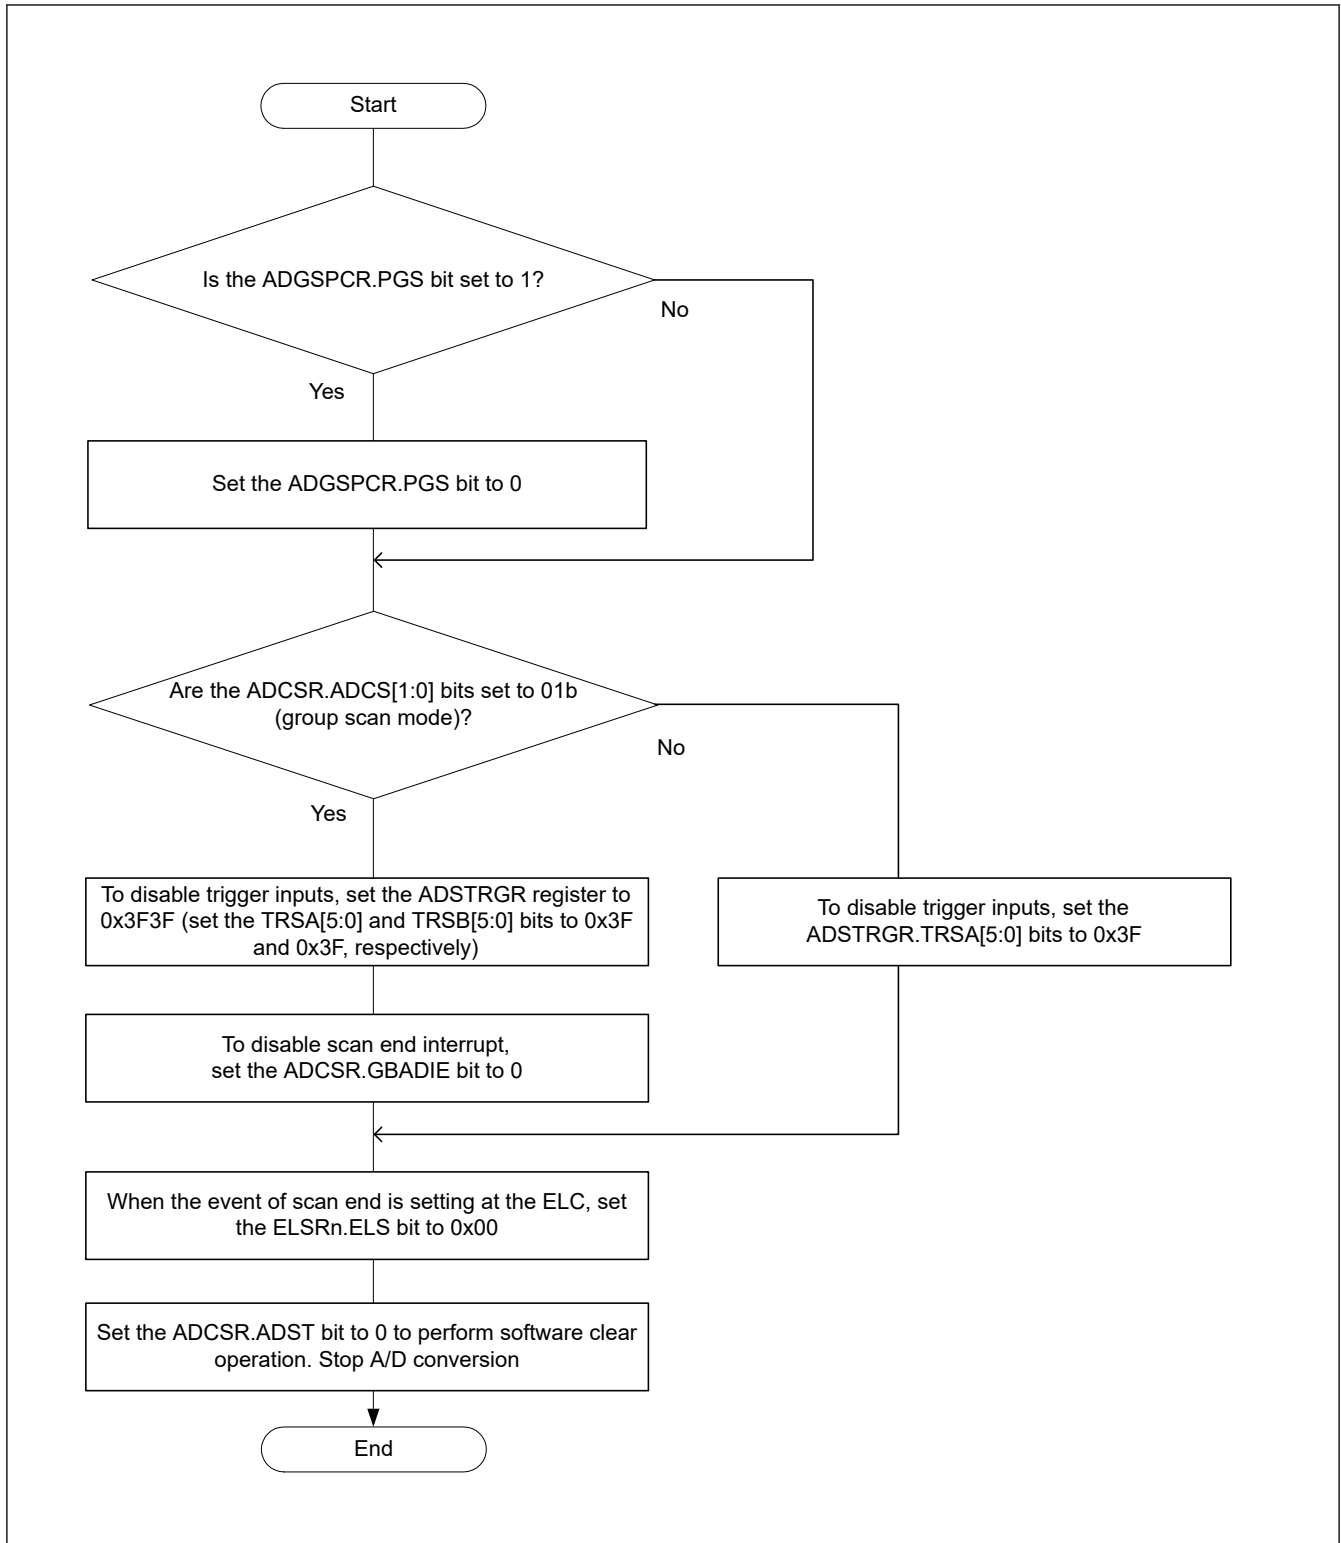 Start
Is the ADGSPCR.PGS bit set to 1?
No
Yes
Set the ADGSPCR.PGS bit to 0
Are the ADCSR.ADCS[1:0] bits set to 01b
(group scan mode)?
No
Yes
To disable trigger inputs, set the ADSTRGR register to
0x3F3F (set the TRSA[5:0] and TRSB[5:0] bits to 0x3F
and 0x3F, respectively)
To disable trigger inputs, set the
ADSTRGR.TRSA[5:0] bits to 0x3F
To disable scan end interrupt,
set the ADCSR.GBADIE bit to 0
When the event of scan end is setting at the ELC, set
the ELSRn.ELS bit to 0x00
Set the ADCSR.ADST bit to 0 to perform software clear
operation. Stop A/D conversion
End